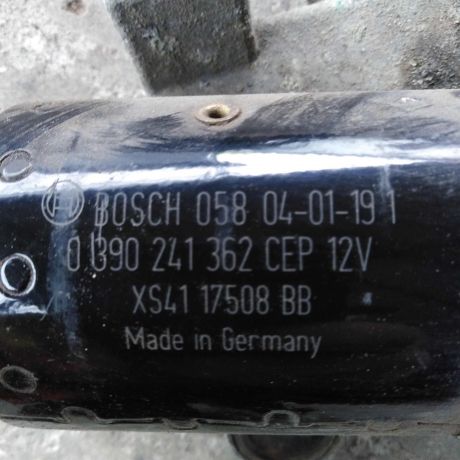 BOSCH 058 04-01-19 1
0 390 241 362 CEP 12V
XS41 17508 BB
Made in Germany